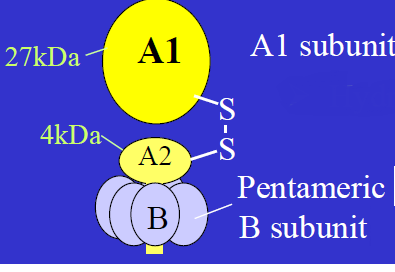 A1
A1 subunit
27kDa
S
S
4kDa
A2
Pentameric
B
B subunit